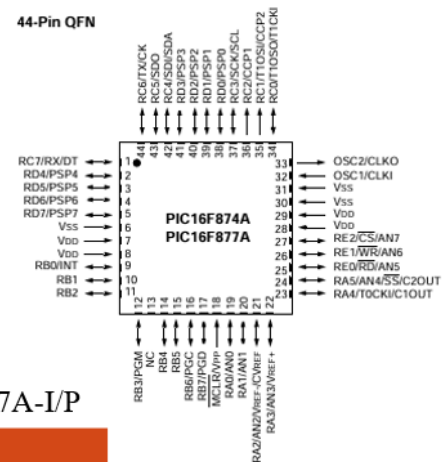 44-Pin QFN
RC6/TX/CK
RC5/SDO
RC4/SDI/SDA
RD3/PSP3
RD2/PSP2
RD1/PSP1
RD0/PSP0
RC3/SCK/SCL
RC2/CCP1
RC1/T1OSI/CCP2
RC0/T1OSO/T1CKI
44 43 42 41 40 39 38 37 36 35 34
RC7/RX/DT 1
RD4/PSP4 2
RD5/PSP5 3
RD6/PSP6 4
RD7/PSP7 5
VSS 6
VDD 7
VDD 8
RB0/INT 9
RB1 10
RB2 11
PIC16F874A
PIC16F877A
33 OSC2/CLKO
32 OSC1/CLKI
31 VSS
30 VSS
29 VDD
28 VDD
27 RE2/C̅S̅/AN7
26 RE1/W̅R̅/AN6
25 RE0/R̅D̅/AN5
24 RA5/AN4/S̅S̅/C2OUT
23 RA4/T0CKI/C1OUT
12 13 14 15 16 17 18 19 20 21 22
RB3/PGM
NC
RB4
RB5
RB6/PGC
RB7/PGD
M̅C̅L̅R̅/VPP
RA0/AN0
RA1/AN1
RA2/AN2/VREF-/CVREF
RA3/AN3/VREF+
7A-I/P